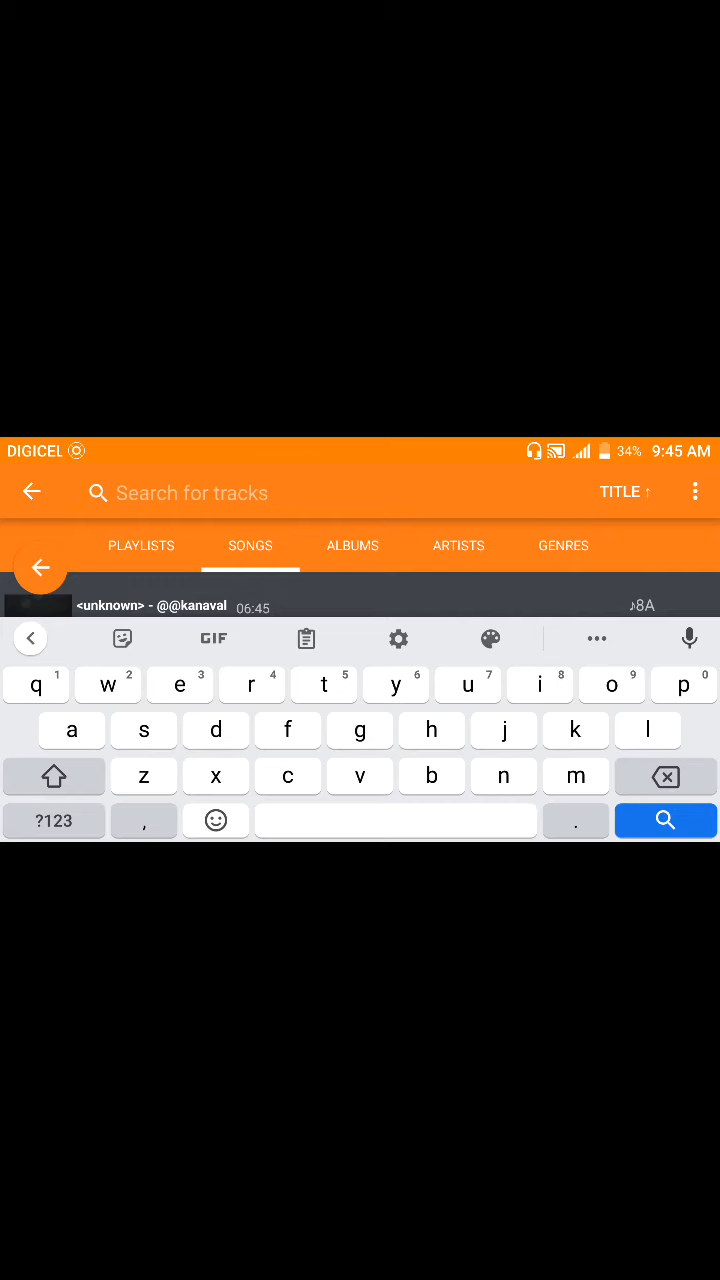 DIGICEL 34% 9:45 AM
Search for tracks TITLE ↑
PLAYLISTS SONGS ALBUMS ARTISTS GENRES
<unknown> - @@kanaval 06:45 ♪8A
GIF
q 1 w 2 e 3 r 4 t 5 y 6 u 7 i 8 o 9 p 0
a s d f g h j k l
z x c v b n m
?123 , .